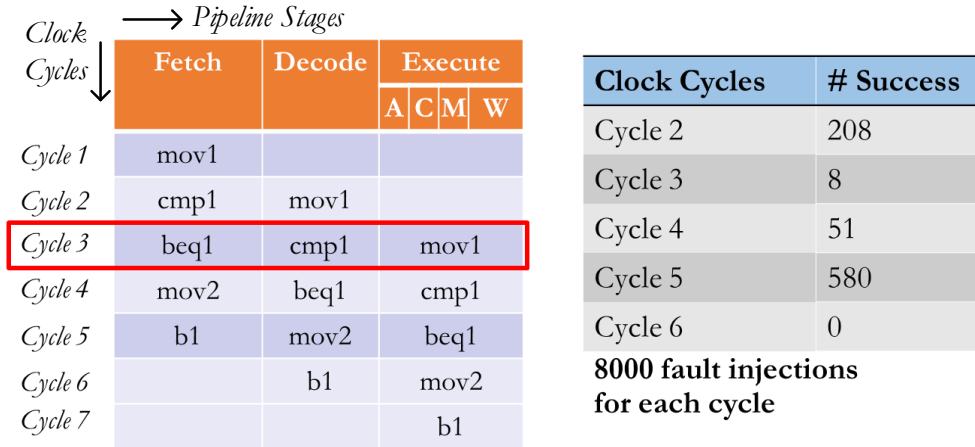 Pipeline Stages
Clock
Cycles
Fetch Decode Execute
A C M W
Cycle 1 mov1
Cycle 2 cmp1 mov1
Cycle 3 beq1 cmp1 mov1
Cycle 4 mov2 beq1 cmp1
Cycle 5 b1 mov2 beq1
Cycle 6 b1 mov2
Cycle 7 b1
Clock Cycles # Success
Cycle 2 208
Cycle 3 8
Cycle 4 51
Cycle 5 580
Cycle 6 0
8000 fault injections
for each cycle